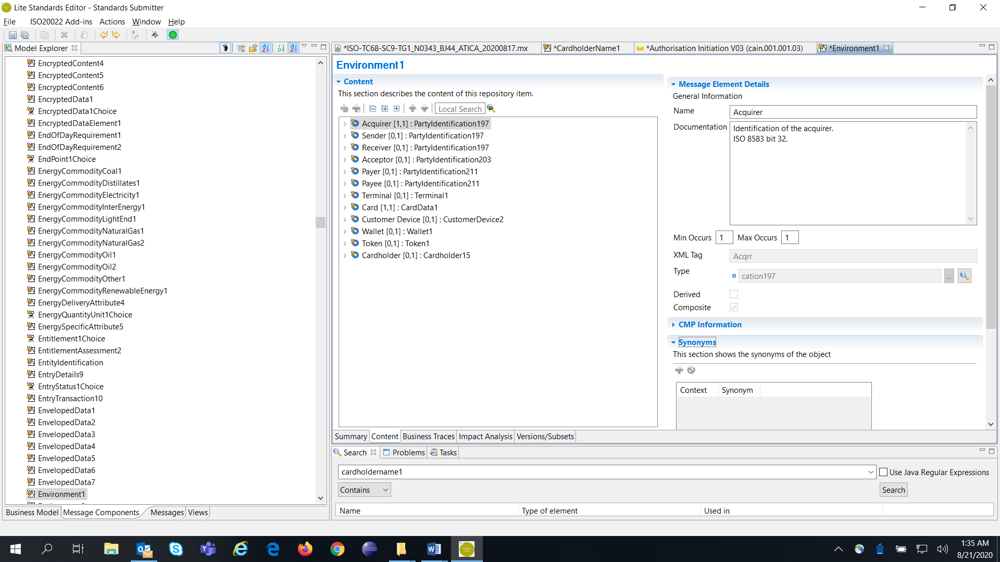 Lite Standards Editor - Standards Submitter
File ISO20022 Add-ins Actions Window Help
Model Explorer
EncryptedContent4
EncryptedContent5
EncryptedContent6
EncryptedData1
EncryptedData1Choice
EncryptedDataElement1
EndOfDayRequirement1
EndOfDayRequirement2
EndPoint1Choice
EnergyCommodityCoal1
EnergyCommodityDistillates1
EnergyCommodityElectricity1
EnergyCommodityInterEnergy1
EnergyCommodityLightEnd1
EnergyCommodityNaturalGas1
EnergyCommodityNaturalGas2
EnergyCommodityOil1
EnergyCommodityOil2
EnergyCommodityOther1
EnergyCommodityRenewableEnergy1
EnergyDeliveryAttribute4
EnergyQuantityUnit1Choice
EnergySpecificAttribute5
Entitlement1Choice
EntitlementAssessment2
EntityIdentification
EntryDetails9
EntryStatus1Choice
EntryTransaction10
EnvelopedData1
EnvelopedData2
EnvelopedData3
EnvelopedData4
EnvelopedData5
EnvelopedData6
EnvelopedData7
Environment1
Business Model Message Components Messages Views
*ISO-TC68-SC9-TG1_N0343_BJ44_ATICA_20200817.mx *CardholderName1 *Authorisation Initiation V03 (cain.001.001.03) *Environment1
Environment1
Content
This section describes the content of this repository item.
Local Search
Acquirer [1,1] : PartyIdentification197
Sender [0,1] : PartyIdentification197
Receiver [0,1] : PartyIdentification197
Acceptor [0,1] : PartyIdentification203
Payer [0,1] : PartyIdentification211
Payee [0,1] : PartyIdentification211
Terminal [0,1] : Terminal1
Card [1,1] : CardData1
Customer Device [0,1] : CustomerDevice2
Wallet [0,1] : Wallet1
Token [0,1] : Token1
Cardholder [0,1] : Cardholder15
Summary Content Business Traces Impact Analysis Versions/Subsets
Message Element Details
General Information
Name Acquirer
Documentation Identification of the acquirer.
ISO 8583 bit 32.
Min Occurs 1 Max Occurs 1
XML Tag Acqrr
Type cation197 ...
Derived
Composite
CMP Information
Synonyms
This section shows the synonyms of the object
Context Synonym
Search Problems Tasks
cardholdername1 Use Java Regular Expressions
Contains Search
Name Type of element Used in
1:35 AM
8/21/2020